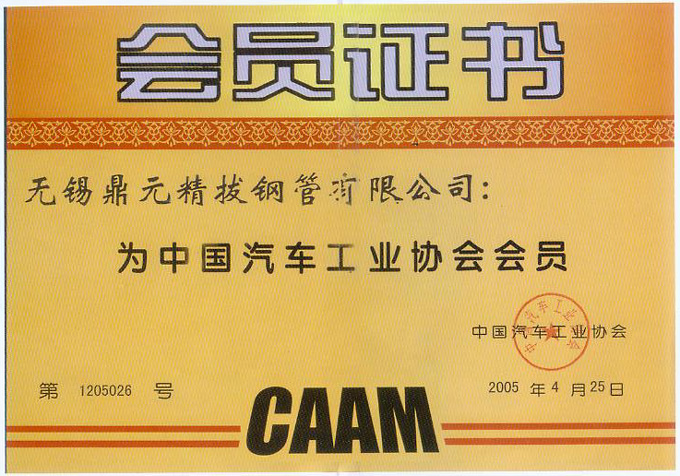 会员证书
无锡鼎元精拔钢管有限公司:
为中国汽车工业协会会员
中国汽车工业协会
第 1205026 号
2005 年 4 月 25 日
CAAM